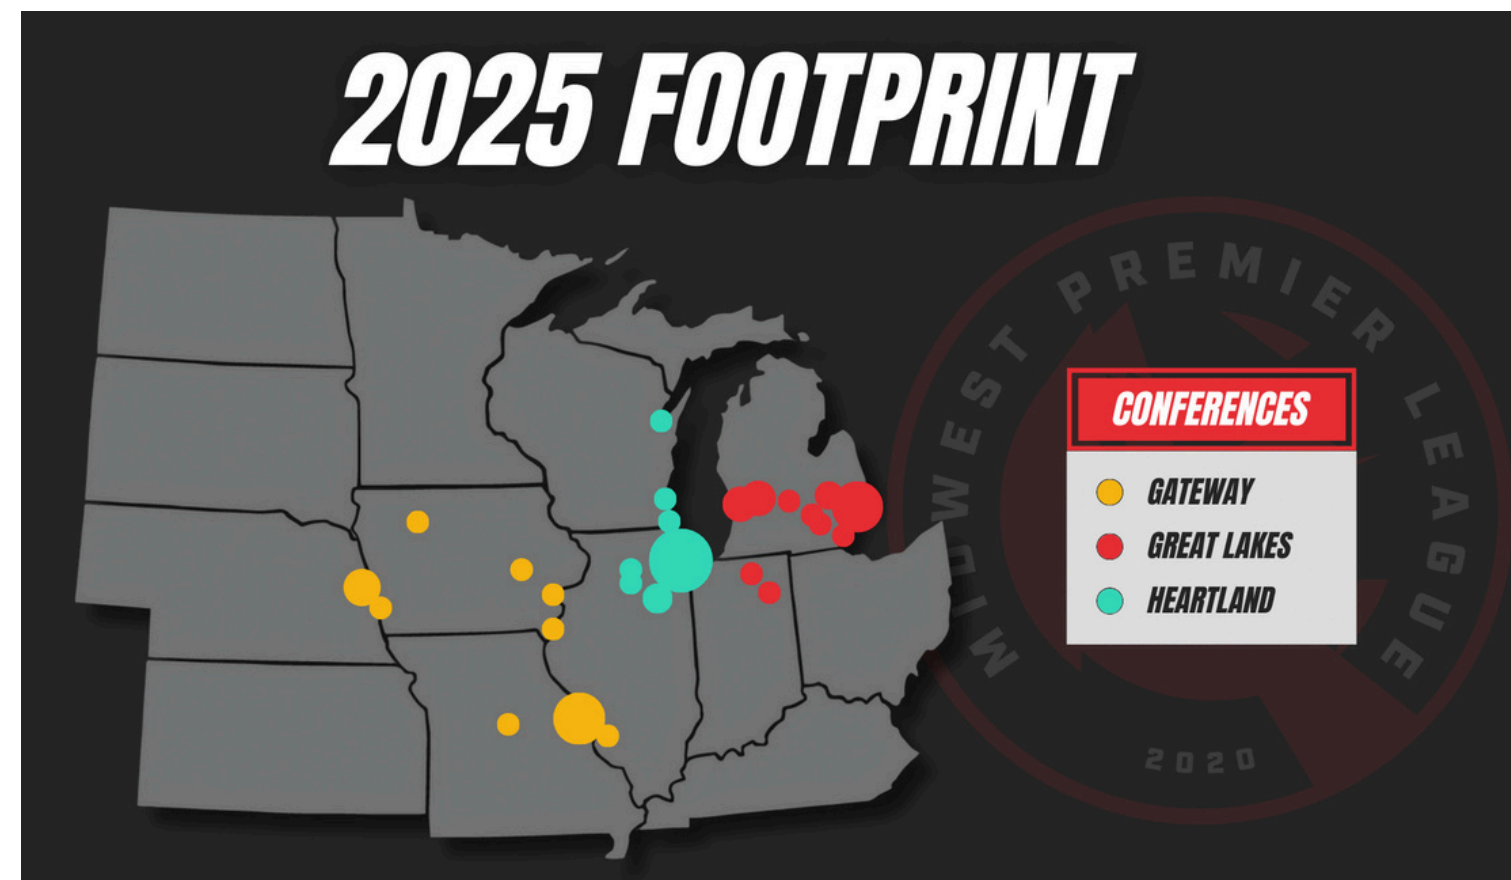 2025 FOOTPRINT
MIDWEST PREMIER LEAGUE
CONFERENCES
GATEWAY
GREAT LAKES
HEARTLAND
2020